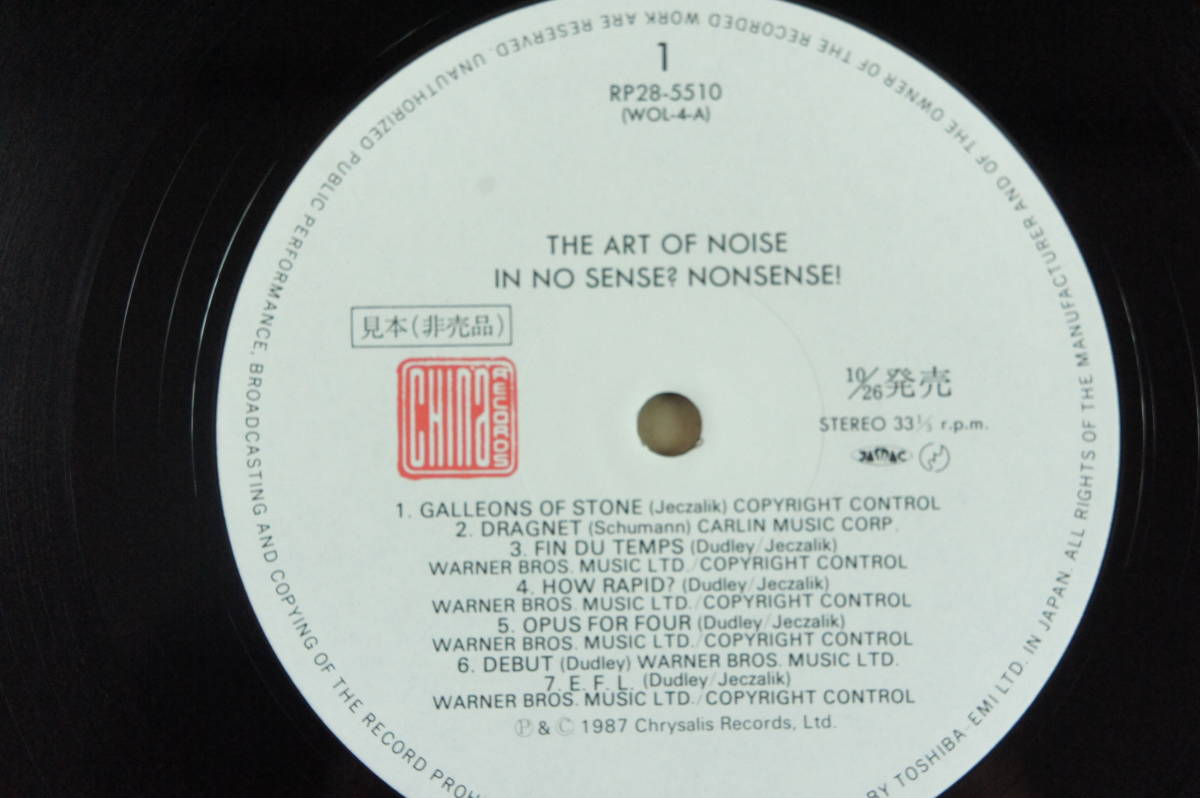 1
RP28-5510
(WOL-4-A)
THE ART OF NOISE
IN NO SENSE? NONSENSE!
見本(非売品)
CHINA RECORDS
10/26発売
STEREO 33⅓ r.p.m.
JASRAC
1. GALLEONS OF STONE (Jeczalik) COPYRIGHT CONTROL
2. DRAGNET (Schumann) CARLIN MUSIC CORP.
3. FIN DU TEMPS (Dudley/Jeczalik)
WARNER BROS. MUSIC LTD./COPYRIGHT CONTROL
4. HOW RAPID? (Dudley/Jeczalik)
WARNER BROS. MUSIC LTD./COPYRIGHT CONTROL
5. OPUS FOR FOUR (Dudley/Jeczalik)
WARNER BROS. MUSIC LTD./COPYRIGHT CONTROL
6. DEBUT (Dudley) WARNER BROS. MUSIC LTD.
7. E. F. L. (Dudley/Jeczalik)
WARNER BROS. MUSIC LTD./COPYRIGHT CONTROL
Ⓟ & © 1987 Chrysalis Records, Ltd.
BY TOSHIBA-EMI LTD. IN JAPAN. ALL RIGHTS OF THE MANUFACTURER AND OF THE OWNER OF THE RECORDED WORK ARE RESERVED. UNAUTHORIZED PUBLIC PERFORMANCE, BROADCASTING AND COPYING OF THE RECORD PROH